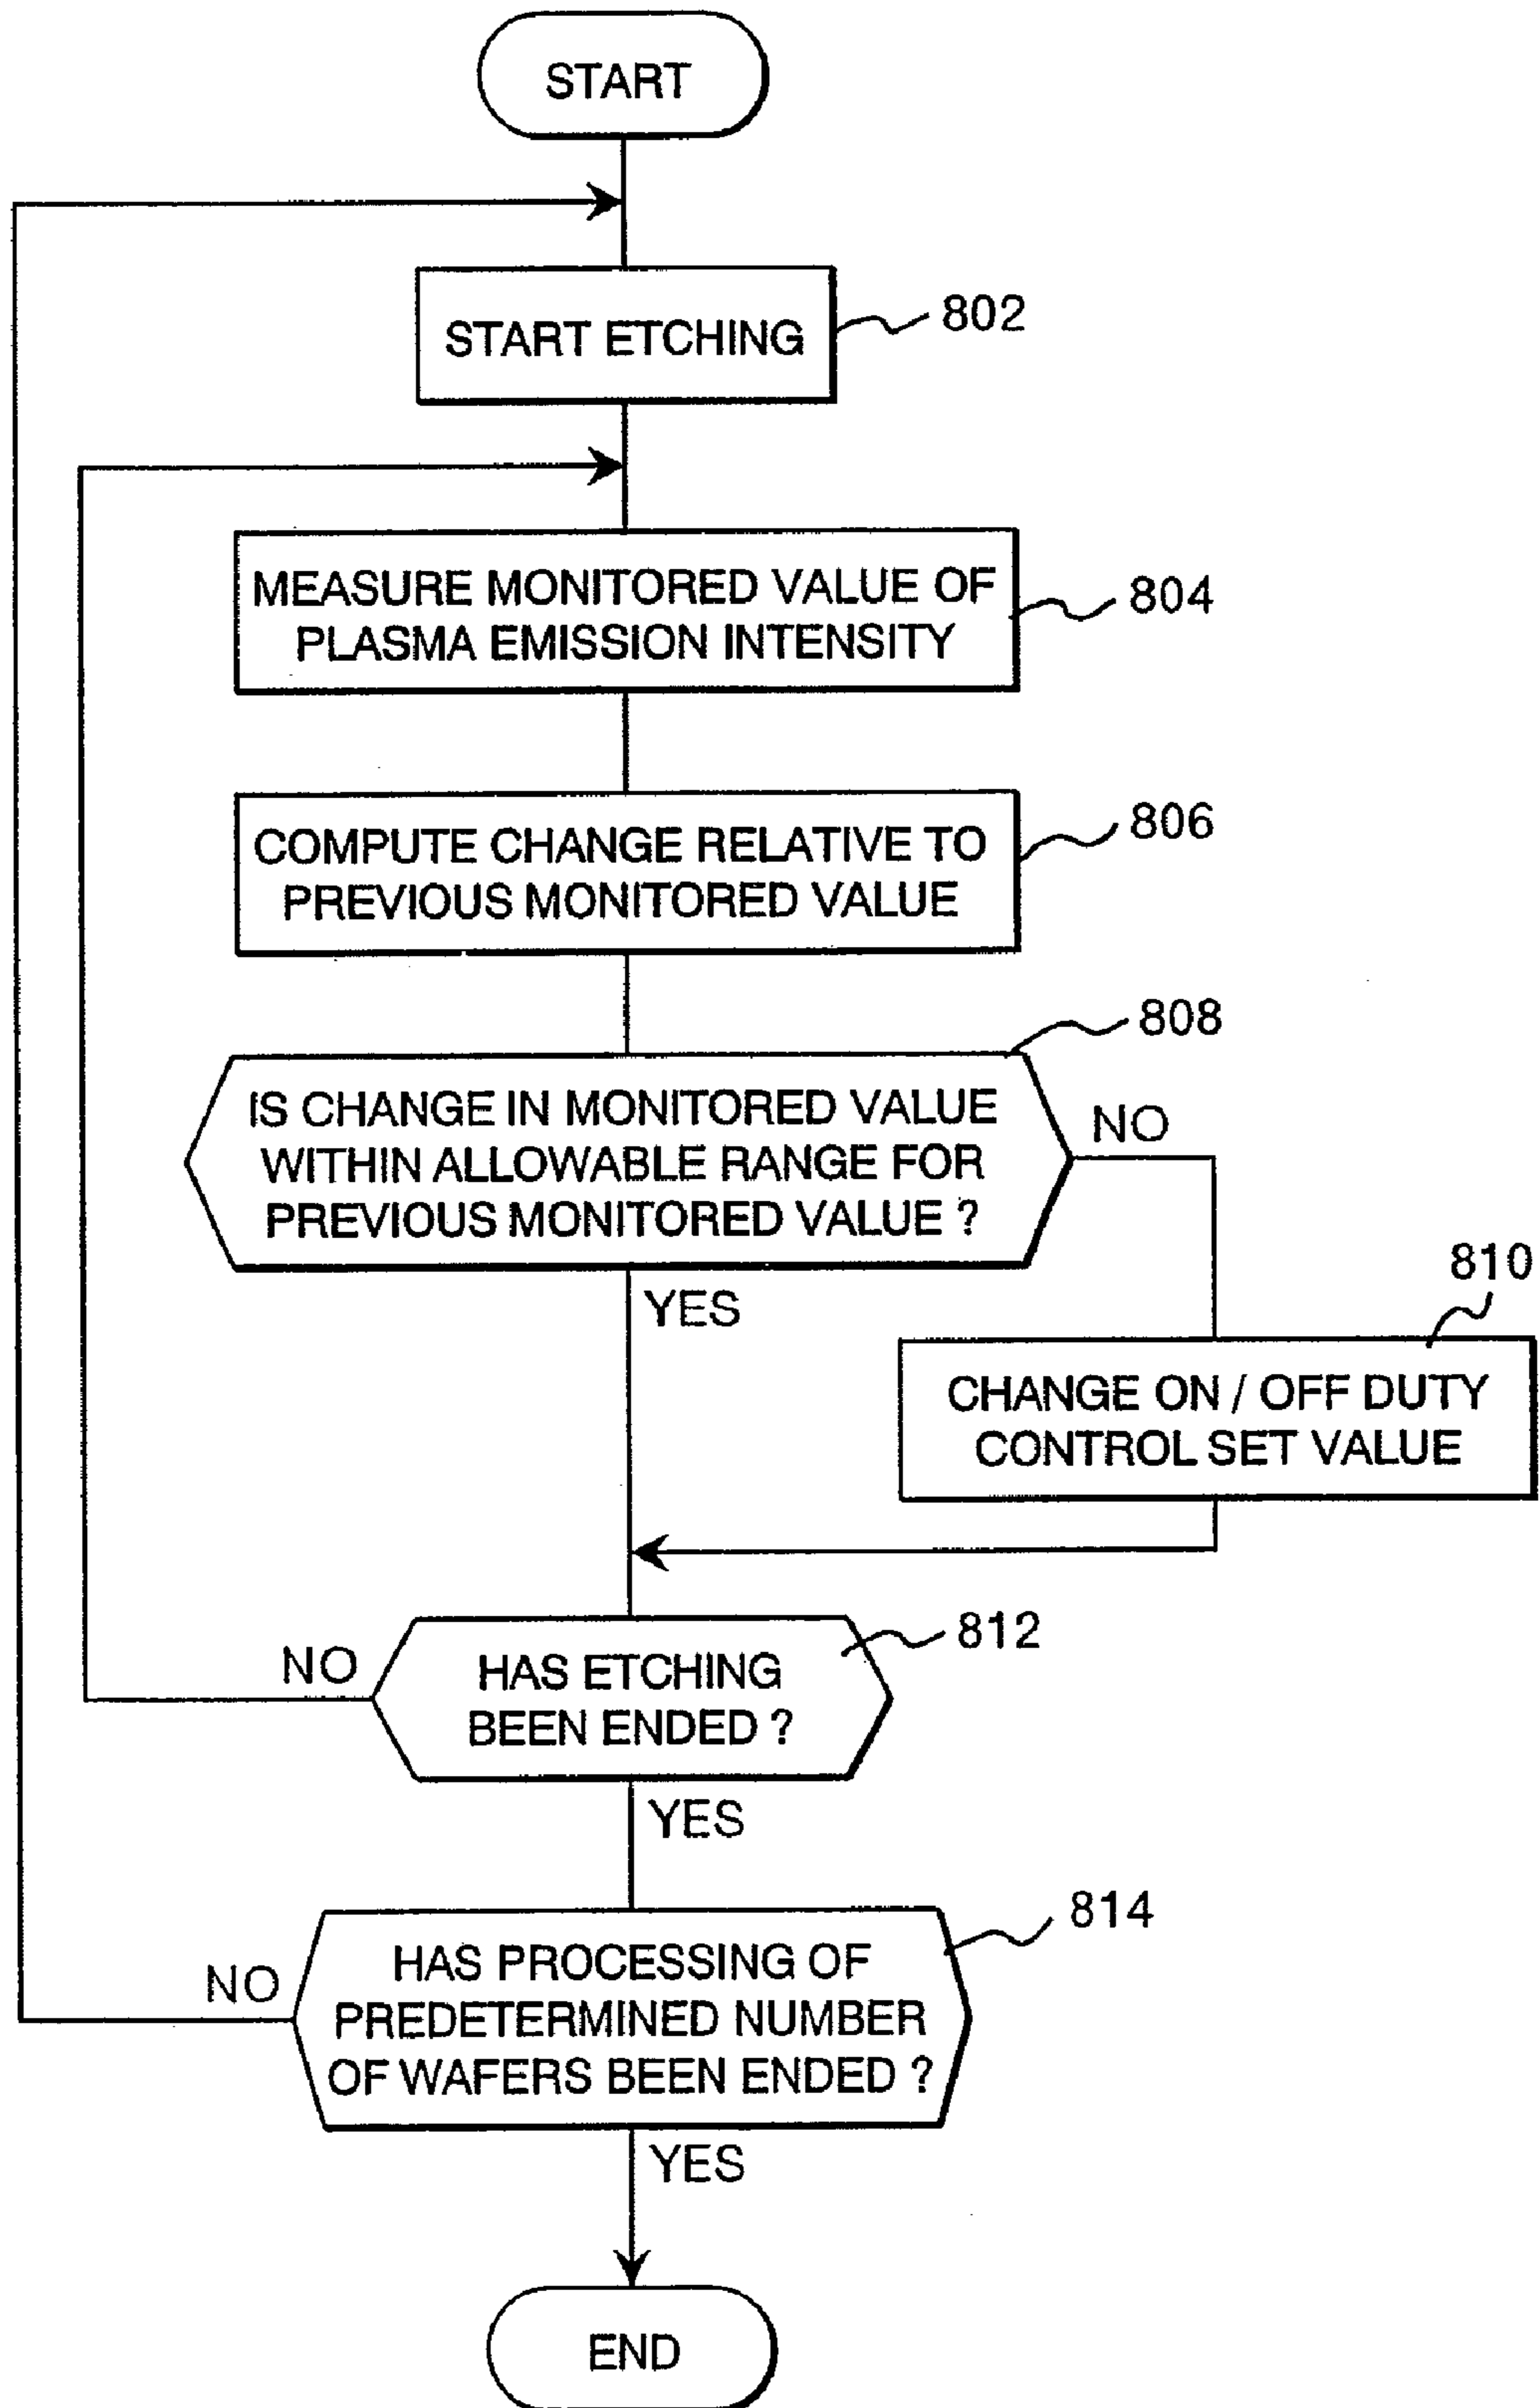 START
START ETCHING
802
MEASURE MONITORED VALUE OF
PLASMA EMISSION INTENSITY
804
COMPUTE CHANGE RELATIVE TO
PREVIOUS MONITORED VALUE
806
808
IS CHANGE IN MONITORED VALUE
WITHIN ALLOWABLE RANGE FOR
PREVIOUS MONITORED VALUE ?
NO
YES
810
CHANGE ON / OFF DUTY
CONTROL SET VALUE
812
HAS ETCHING
BEEN ENDED ?
NO
YES
814
HAS PROCESSING OF
PREDETERMINED NUMBER
OF WAFERS BEEN ENDED ?
NO
YES
END